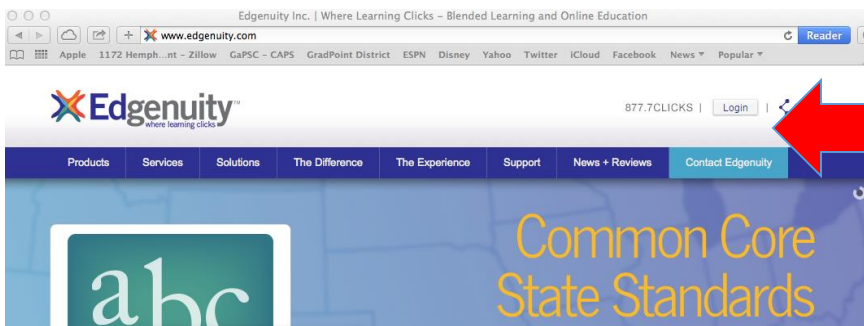 Edgenuity Inc. | Where Learning Clicks – Blended Learning and Online Education
www.edgenuity.com
Reader
Apple 1172 Hemph...nt – Zillow GaPSC – CAPS GradPoint District ESPN Disney Yahoo Twitter iCloud Facebook News ▾ Popular ▾
Edgenuity™
where learning clicks
877.7CLICKS | Login |
Products Services Solutions The Difference The Experience Support News + Reviews Contact Edgenuity
abc
Common Core
State Standards